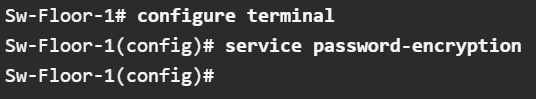 Sw-Floor-1# configure terminal
Sw-Floor-1(config)# service password-encryption
Sw-Floor-1(config)#